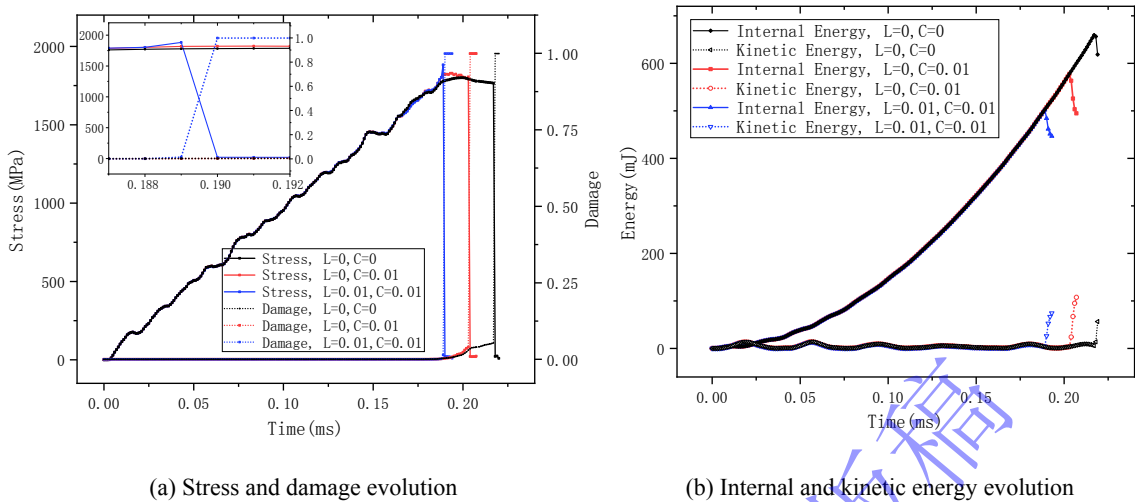 2000
1500
1000
500
0
Stress(MPa)
2000
1500
1000
500
0
0.188 0.190 0.192
1.0
0.8
0.6
0.4
0.2
0.0
Stress, L=0,C=0
Stress, L=0,C=0.01
Stress, L=0.01,C=0.01
Damage, L=0,C=0
Damage, L=0,C=0.01
Damage, L=0.01,C=0.01
1.00
0.75
0.50
0.25
0.00
Damage
0.00 0.05 0.10 0.15 0.20
Time(ms)
(a) Stress and damage evolution
600
400
200
0
Energy(mJ)
Internal Energy, L=0,C=0
Kinetic Energy, L=0,C=0
Internal Energy, L=0,C=0.01
Kinetic Energy, L=0,C=0.01
Internal Energy, L=0.01,C=0.01
Kinetic Energy, L=0.01,C=0.01
0.00 0.05 0.10 0.15 0.20
Time(ms)
稿
(b) Internal and kinetic energy evolution